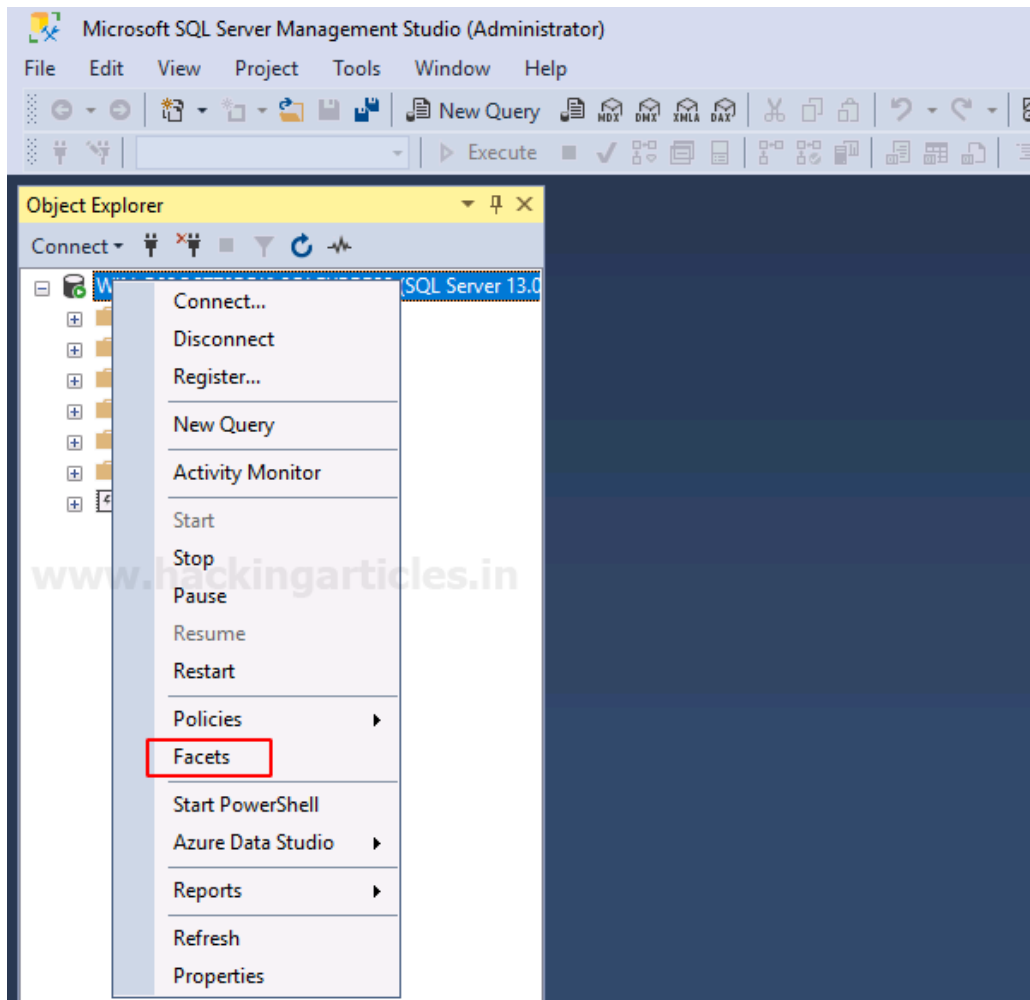 Microsoft SQL Server Management Studio (Administrator)
File Edit View Project Tools Window Help
New Query MDX DMX XMLA DAX
Execute
Object Explorer
Connect
(SQL Server 13.0
Connect...
Disconnect
Register...
New Query
Activity Monitor
Start
Stop
www.hackingarticles.in
Pause
Resume
Restart
Policies
Facets
Start PowerShell
Azure Data Studio
Reports
Refresh
Properties